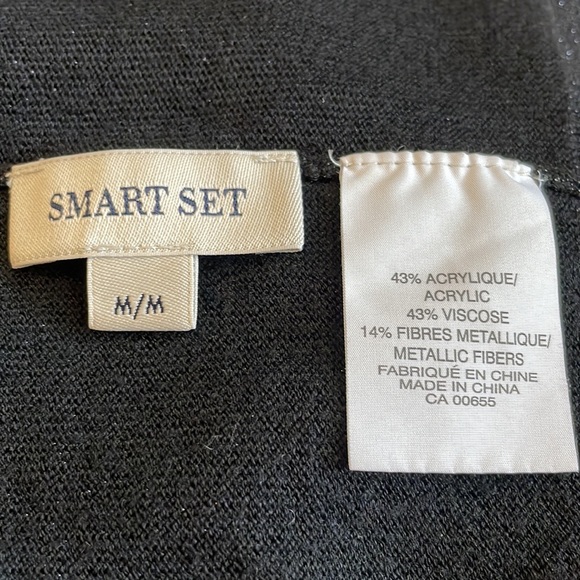 SMART SET
M/M
43% ACRYLIQUE/
ACRYLIC
43% VISCOSE
14% FIBRES METALLIQUE/
METALLIC FIBERS
FABRIQUÉ EN CHINE
MADE IN CHINA
CA 00655